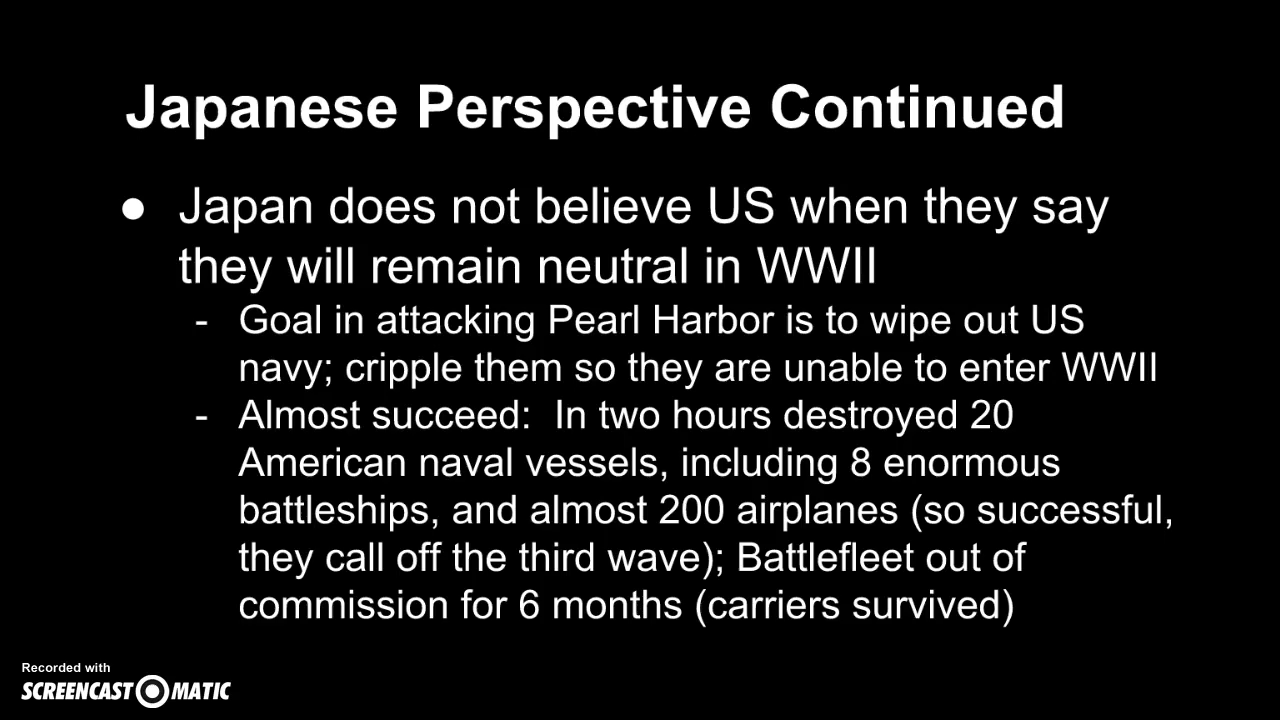 Japanese Perspective Continued
● Japan does not believe US when they say
they will remain neutral in WWII
- Goal in attacking Pearl Harbor is to wipe out US
navy; cripple them so they are unable to enter WWII
- Almost succeed:  In two hours destroyed 20
American naval vessels, including 8 enormous
battleships, and almost 200 airplanes (so successful,
they call off the third wave); Battlefleet out of
commission for 6 months (carriers survived)
Recorded with
SCREENCAST-O-MATIC